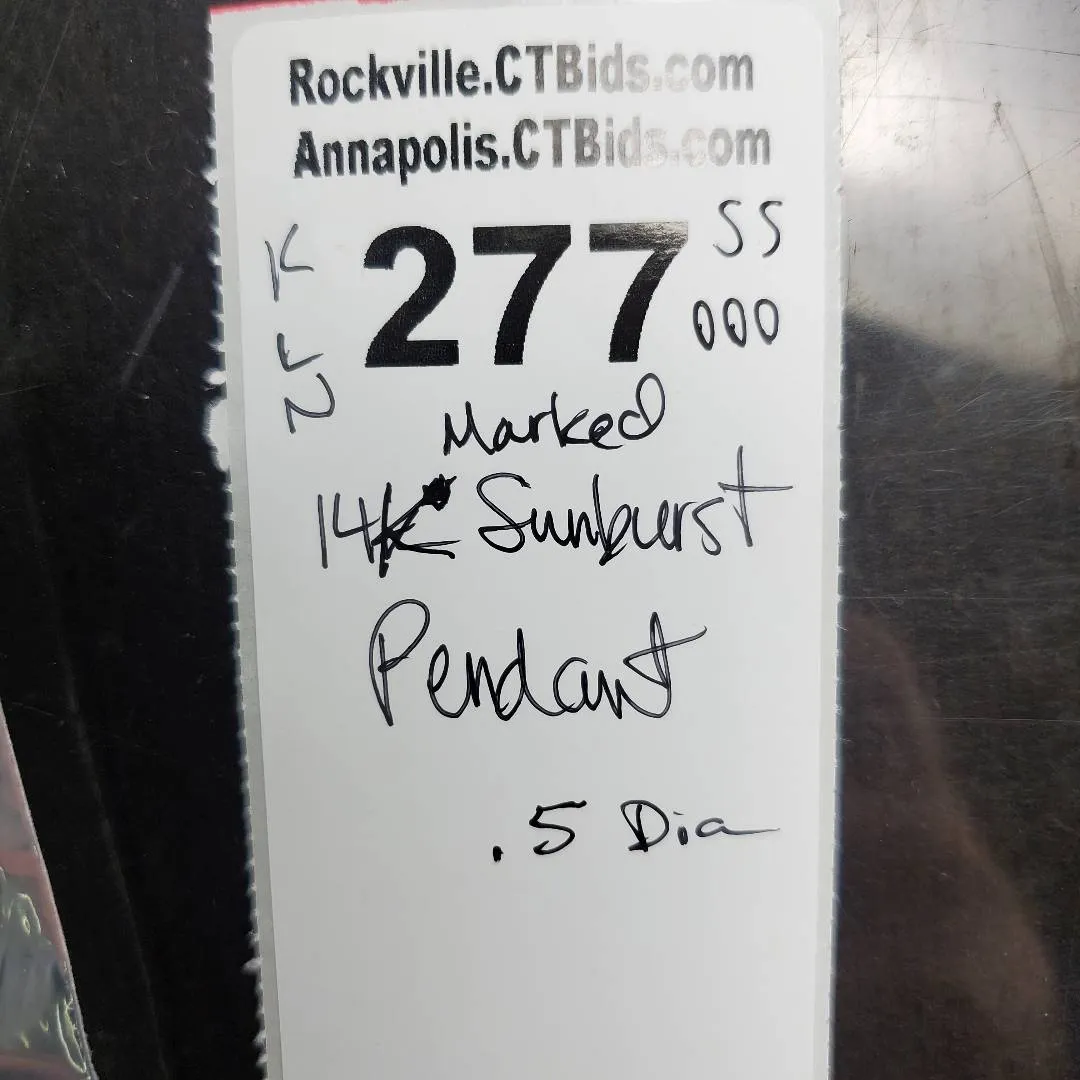 Rockville.CTBids.com
Annapolis.CTBids.com
277
SS
000
K
L
N
Marked
14K Sunburst
Pendant
.5 Dia